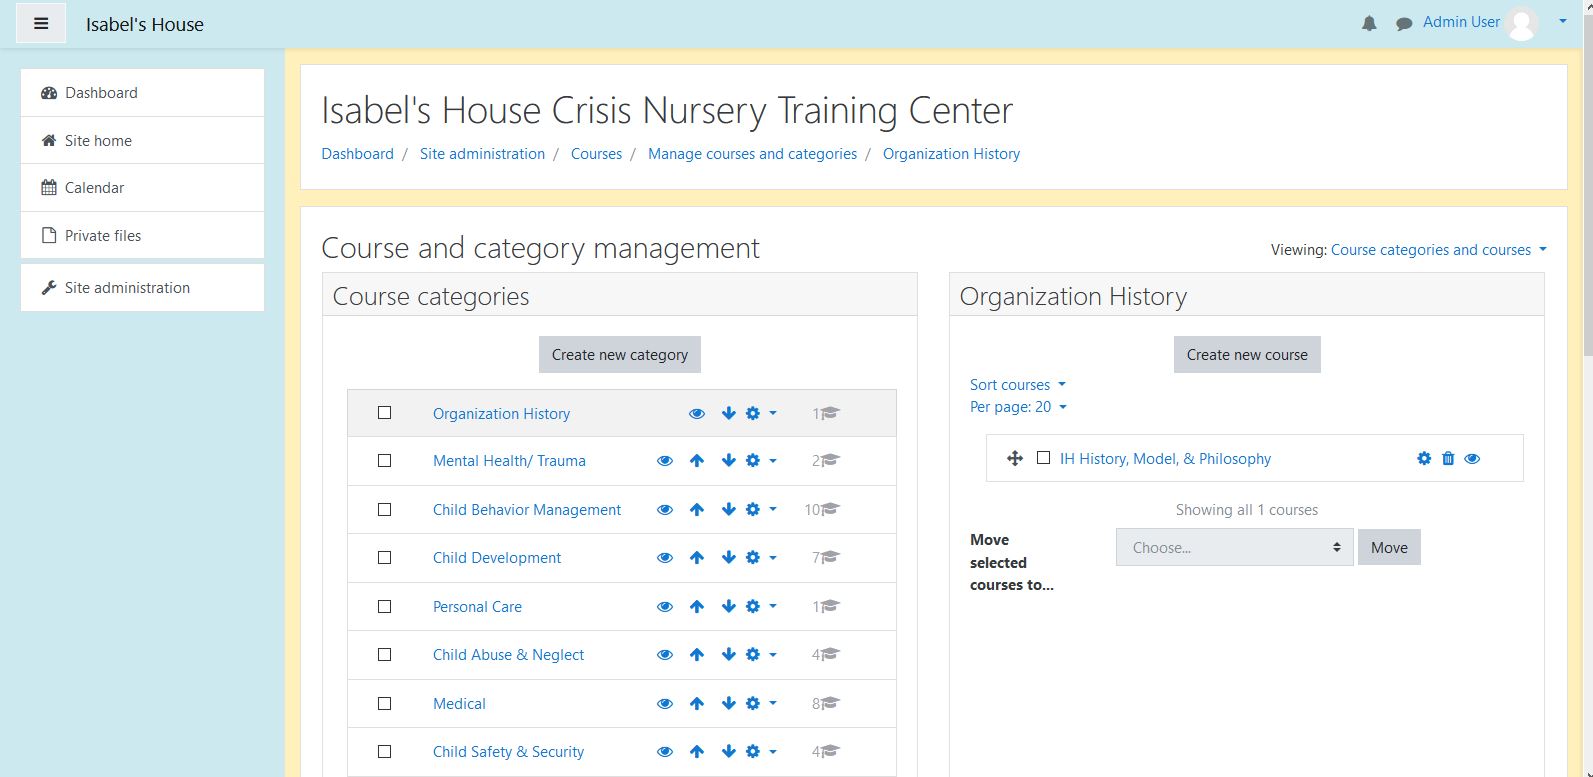 Isabel's House
Admin User
Dashboard
Site home
Calendar
Private files
Site administration
Isabel's House Crisis Nursery Training Center
Dashboard / Site administration / Courses / Manage courses and categories / Organization History
Course and category management
Viewing: Course categories and courses
Course categories
Create new category
Organization History 1
Mental Health/ Trauma 2
Child Behavior Management 10
Child Development 7
Personal Care 1
Child Abuse & Neglect 4
Medical 8
Child Safety & Security 4
Organization History
Create new course
Sort courses
Per page: 20
IH History, Model, & Philosophy
Showing all 1 courses
Move
selected
courses to...
Choose...
Move